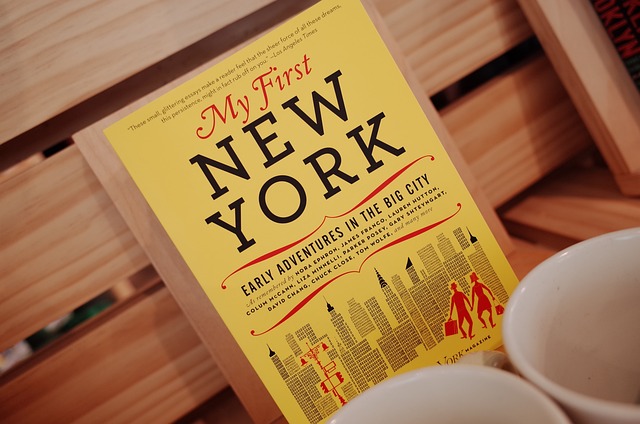 "These small, glittering essays make a reader feel that the sheer force of all these dreams,
this persistence, might in fact rub off on you." —Los Angeles Times
My First
NEW
YORK
EARLY ADVENTURES IN THE BIG CITY
As remembered by NORA EPHRON, JAMES FRANCO, LAUREN HUTTON,
COLUM McCANN, LIZA MINNELLI, PARKER POSEY, GARY SHTEYNGART,
DAVID CHANG, CHUCK CLOSE, TOM WOLFE, and many more
YORK MAGAZINE
OKLYN